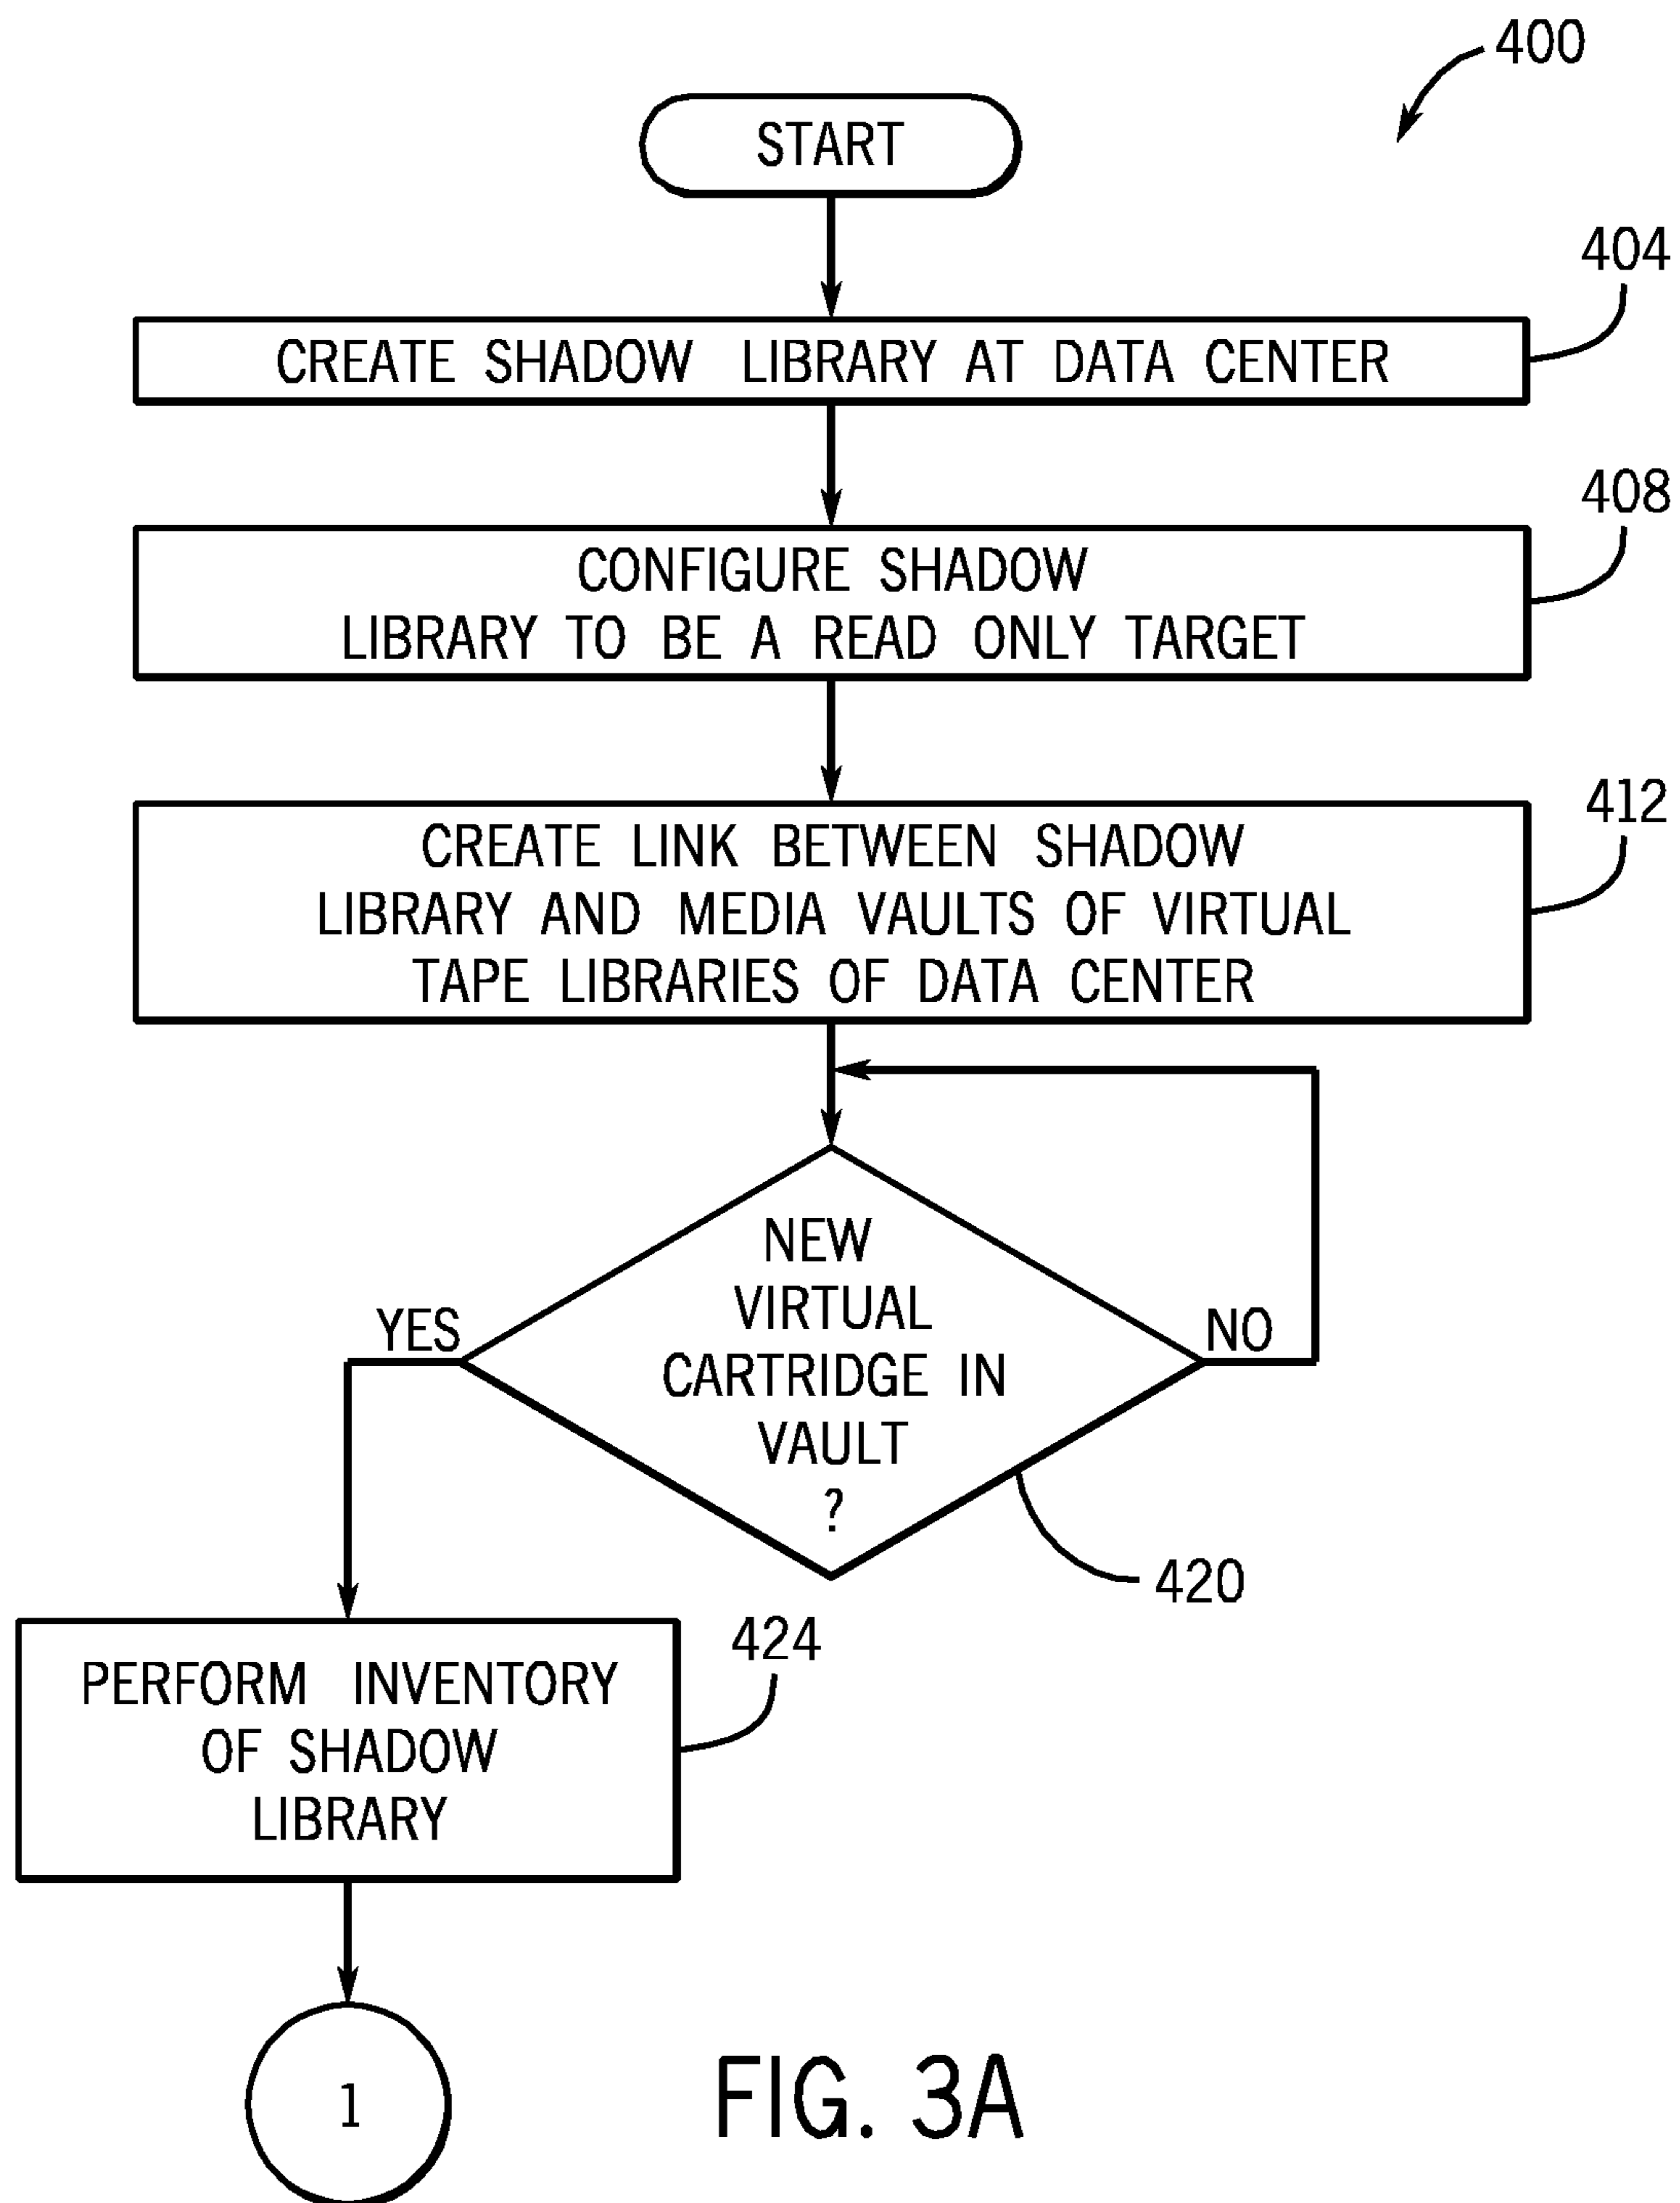 400
START
404
CREATE SHADOW LIBRARY AT DATA CENTER
408
CONFIGURE SHADOW
LIBRARY TO BE A READ ONLY TARGET
412
CREATE LINK BETWEEN SHADOW
LIBRARY AND MEDIA VAULTS OF VIRTUAL
TAPE LIBRARIES OF DATA CENTER
NEW
VIRTUAL
CARTRIDGE IN
VAULT
?
YES
NO
420
424
PERFORM INVENTORY
OF SHADOW
LIBRARY
1
FIG. 3A